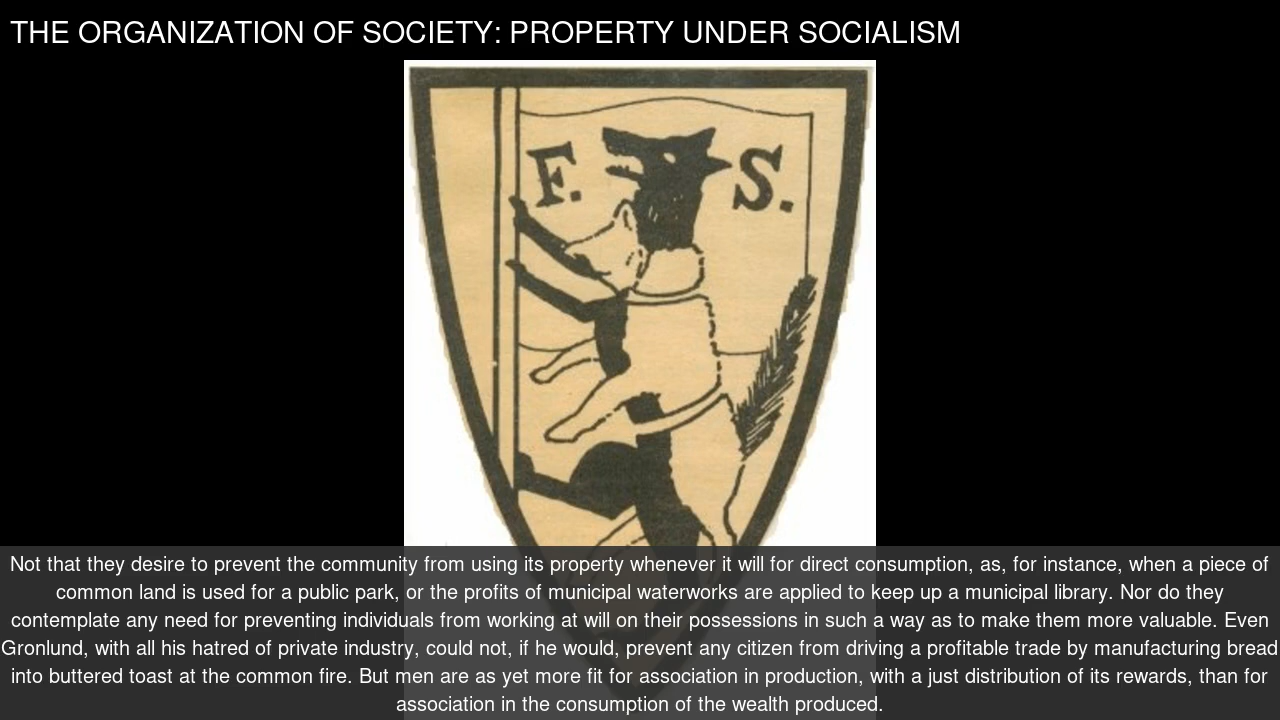 THE ORGANIZATION OF SOCIETY: PROPERTY UNDER SOCIALISM
F. S.
Not that they desire to prevent the community from using its property whenever it will for direct consumption, as, for instance, when a piece of
common land is used for a public park, or the profits of municipal waterworks are applied to keep up a municipal library. Nor do they
contemplate any need for preventing individuals from working at will on their possessions in such a way as to make them more valuable. Even
Gronlund, with all his hatred of private industry, could not, if he would, prevent any citizen from driving a profitable trade by manufacturing bread
into buttered toast at the common fire. But men are as yet more fit for association in production, with a just distribution of its rewards, than for
association in the consumption of the wealth produced.